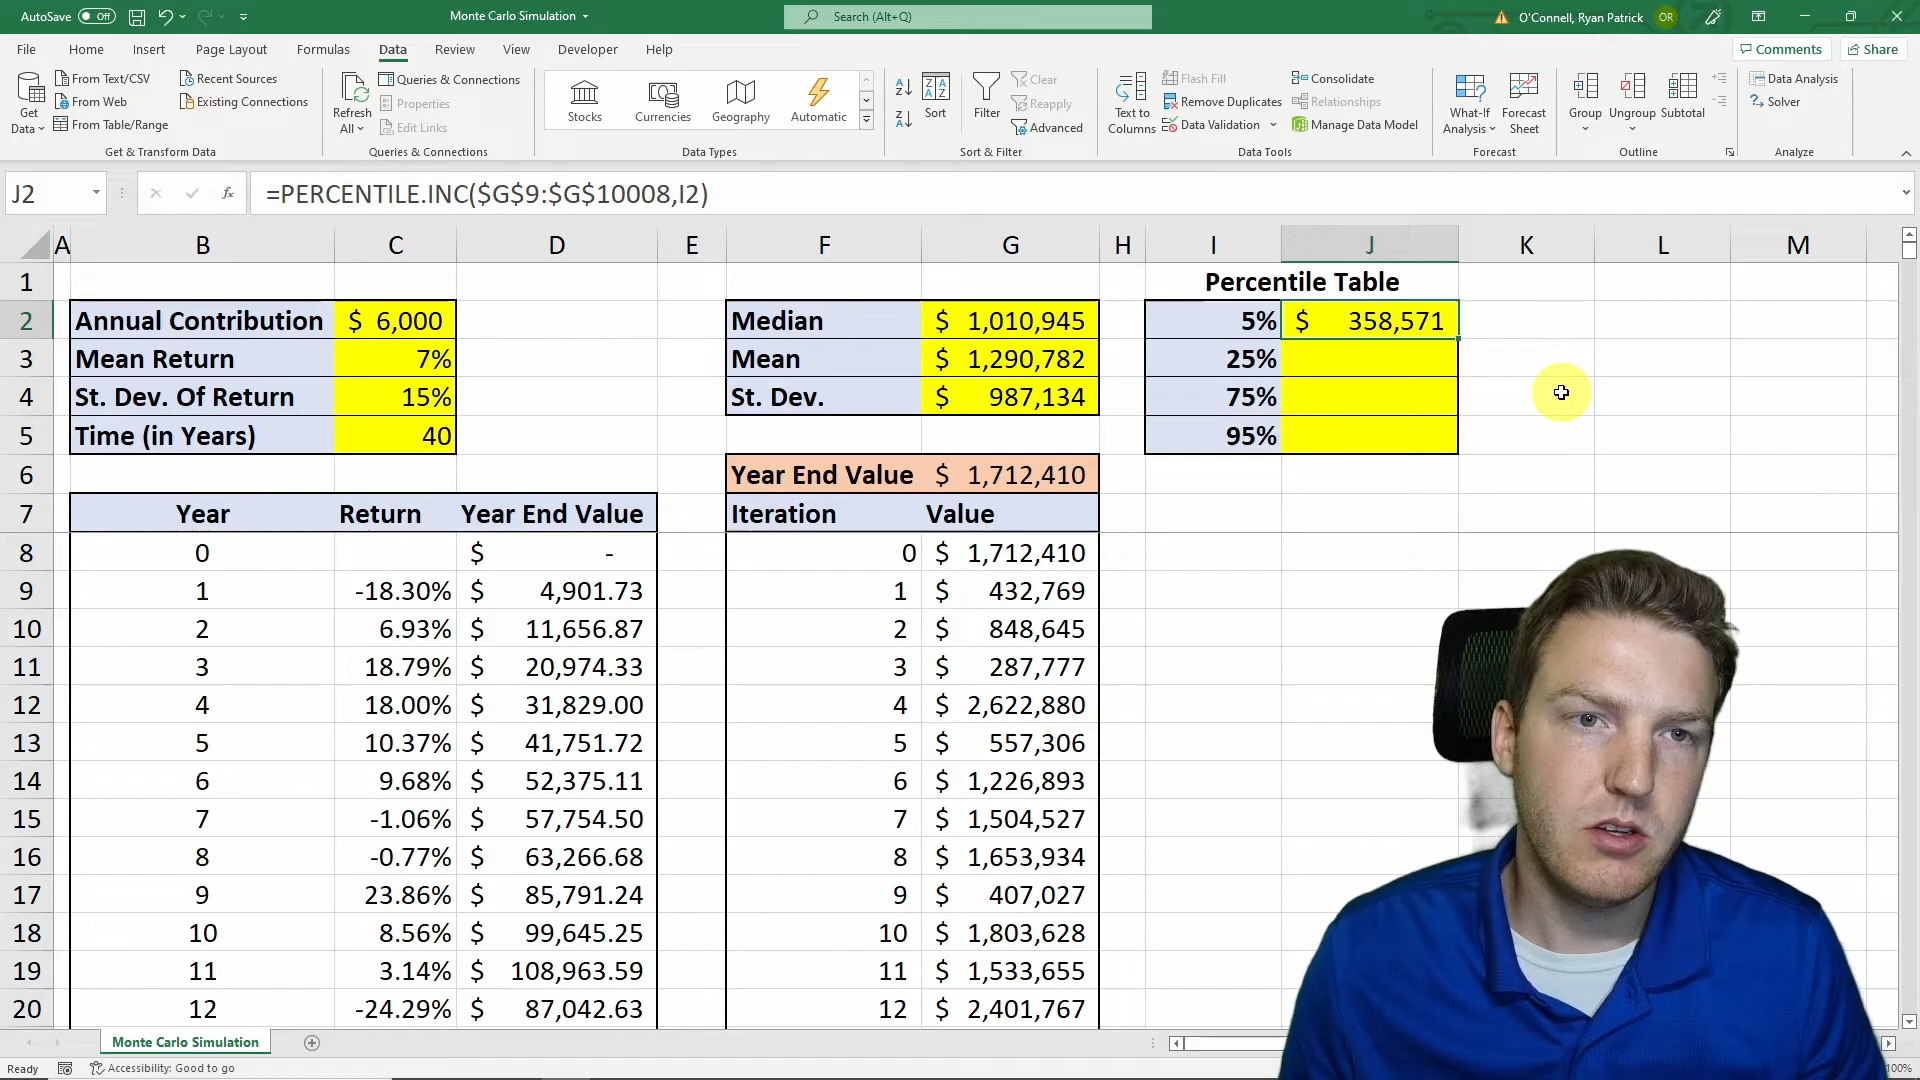 AutoSave Off
Monte Carlo Simulation
Search (Alt+Q)
O'Connell, Ryan Patrick
OR
File Home Insert Page Layout Formulas Data Review View Developer Help
Comments Share
Get Data
From Text/CSV
From Web
From Table/Range
Recent Sources
Existing Connections
Get & Transform Data
Refresh All
Queries & Connections
Properties
Edit Links
Queries & Connections
Stocks
Currencies
Geography
Automatic
Data Types
Sort
Filter
Clear
Reapply
Advanced
Sort & Filter
Text to Columns
Flash Fill
Remove Duplicates
Data Validation
Consolidate
Relationships
Manage Data Model
Data Tools
What-If Analysis
Forecast Sheet
Forecast
Group
Ungroup
Subtotal
Outline
Data Analysis
Solver
Analyze
J2 fx =PERCENTILE.INC($G$9:$G$10008,I2)
A B C D E F G H I J K L M
1 Percentile Table
2 Annual Contribution $ 6,000 Median $ 1,010,945 5% $ 358,571
3 Mean Return 7% Mean $ 1,290,782 25%
4 St. Dev. Of Return 15% St. Dev. $ 987,134 75%
5 Time (in Years) 40 95%
6 Year End Value $ 1,712,410
7 Year Return Year End Value Iteration Value
8 0 $ - 0 $ 1,712,410
9 1 -18.30% $ 4,901.73 1 $ 432,769
10 2 6.93% $ 11,656.87 2 $ 848,645
11 3 18.79% $ 20,974.33 3 $ 287,777
12 4 18.00% $ 31,829.00 4 $ 2,622,880
13 5 10.37% $ 41,751.72 5 $ 557,306
14 6 9.68% $ 52,375.11 6 $ 1,226,893
15 7 -1.06% $ 57,754.50 7 $ 1,504,527
16 8 -0.77% $ 63,266.68 8 $ 1,653,934
17 9 23.86% $ 85,791.24 9 $ 407,027
18 10 8.56% $ 99,645.25 10 $ 1,803,628
19 11 3.14% $ 108,963.59 11 $ 1,533,655
20 12 -24.29% $ 87,042.63 12 $ 2,401,767
Monte Carlo Simulation
Ready Accessibility: Good to go 100%